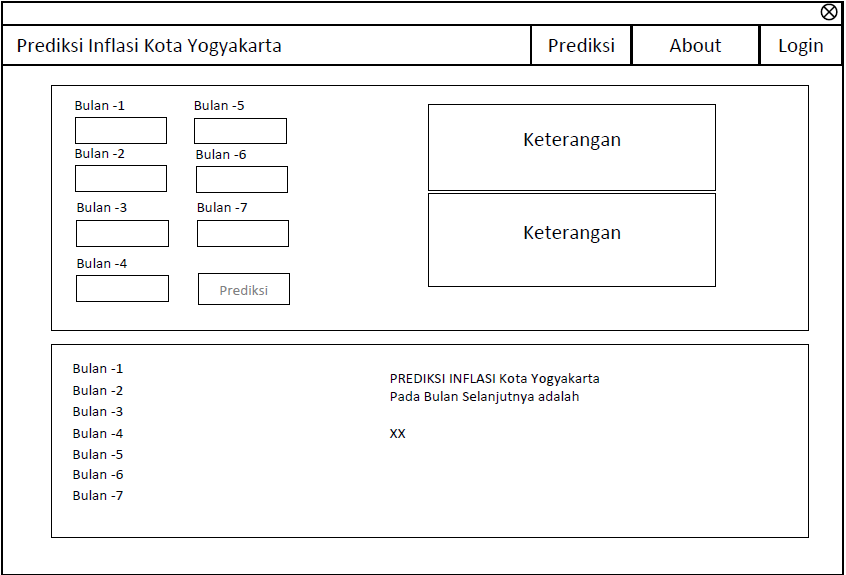 Prediksi Inflasi Kota Yogyakarta
Prediksi
About
Login
Bulan -1
Bulan -5
Bulan -2
Bulan -6
Bulan -3
Bulan -7
Bulan -4
Prediksi
Keterangan
Keterangan
Bulan -1
Bulan -2
Bulan -3
Bulan -4
Bulan -5
Bulan -6
Bulan -7
PREDIKSI INFLASI Kota Yogyakarta
Pada Bulan Selanjutnya adalah
XX